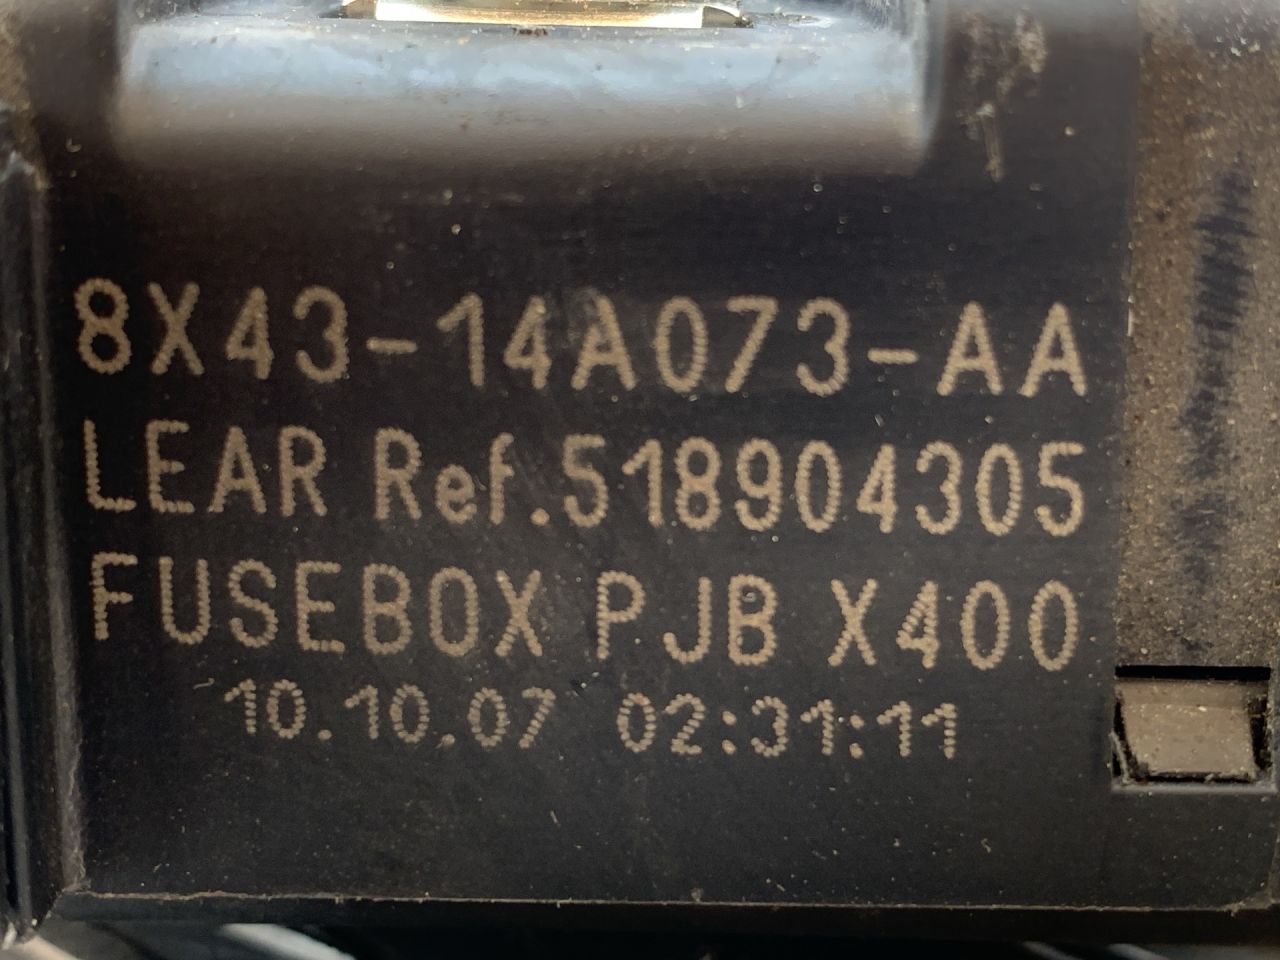 8X43-14A073-AA
LEAR Ref.518904305
FUSEBOX PJB X400
10.10.07 02:31:11